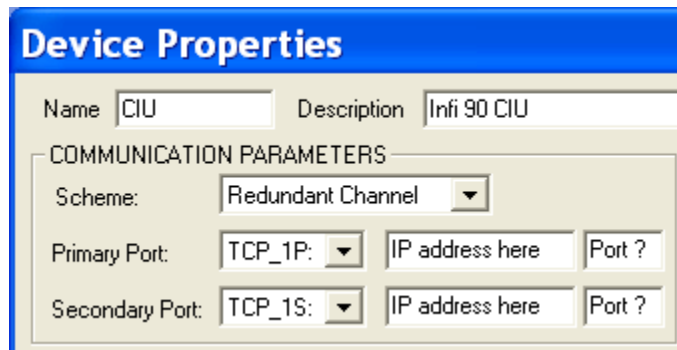 Device Properties
Name CIU Description Infi 90 CIU
COMMUNICATION PARAMETERS
Scheme: Redundant Channel
Primary Port: TCP_1P: IP address here Port ?
Secondary Port: TCP_1S: IP address here Port ?